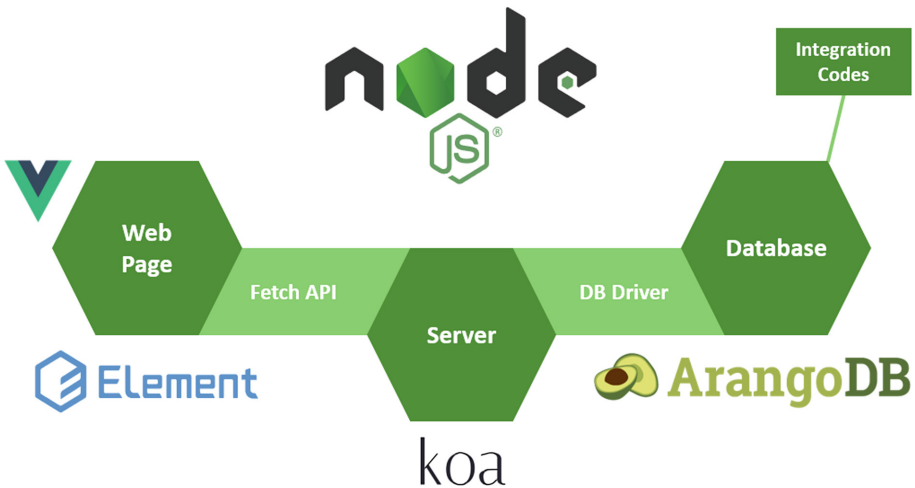 node
JS®
Integration
Codes
Web
Page
Fetch API
Server
DB Driver
Database
Element
ArangoDB
koa